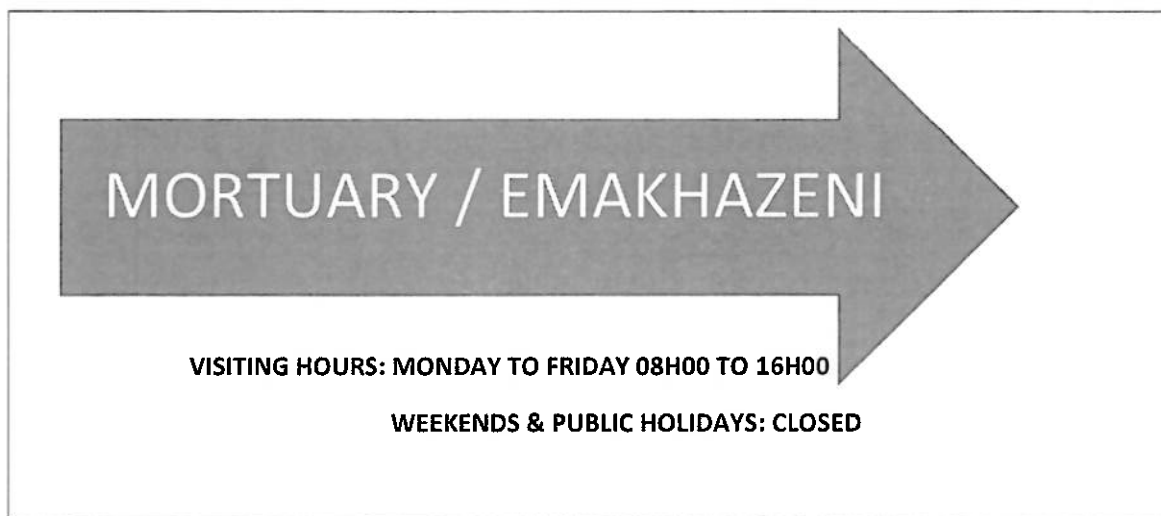 MORTUARY / EMAKHAZENI
VISITING HOURS: MONDAY TO FRIDAY 08H00 TO 16H00
WEEKENDS & PUBLIC HOLIDAYS: CLOSED